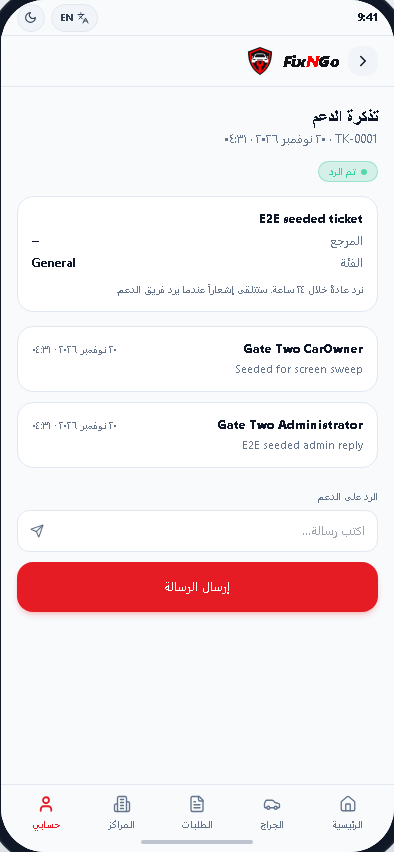 9:41
EN
FixNGo
تذكرة الدعم
TK-0001 · ٢٠ نوفمبر ٢٠٢٦ · ٠٤:٣١
تم الرد
E2E seeded ticket
المرجع –
الفئة General
نرد عادةً خلال ٢٤ ساعة. ستتلقى إشعاراً عندما يرد فريق الدعم.
Gate Two CarOwner ٢٠ نوفمبر ٢٠٢٦ · ٠٤:٣١
Seeded for screen sweep
Gate Two Administrator ٢٠ نوفمبر ٢٠٢٦ · ٠٤:٣١
E2E seeded admin reply
الرد على الدعم
اكتب رسالة...
إرسال الرسالة
الرئيسية الجراج الطلبات المراكز حسابي